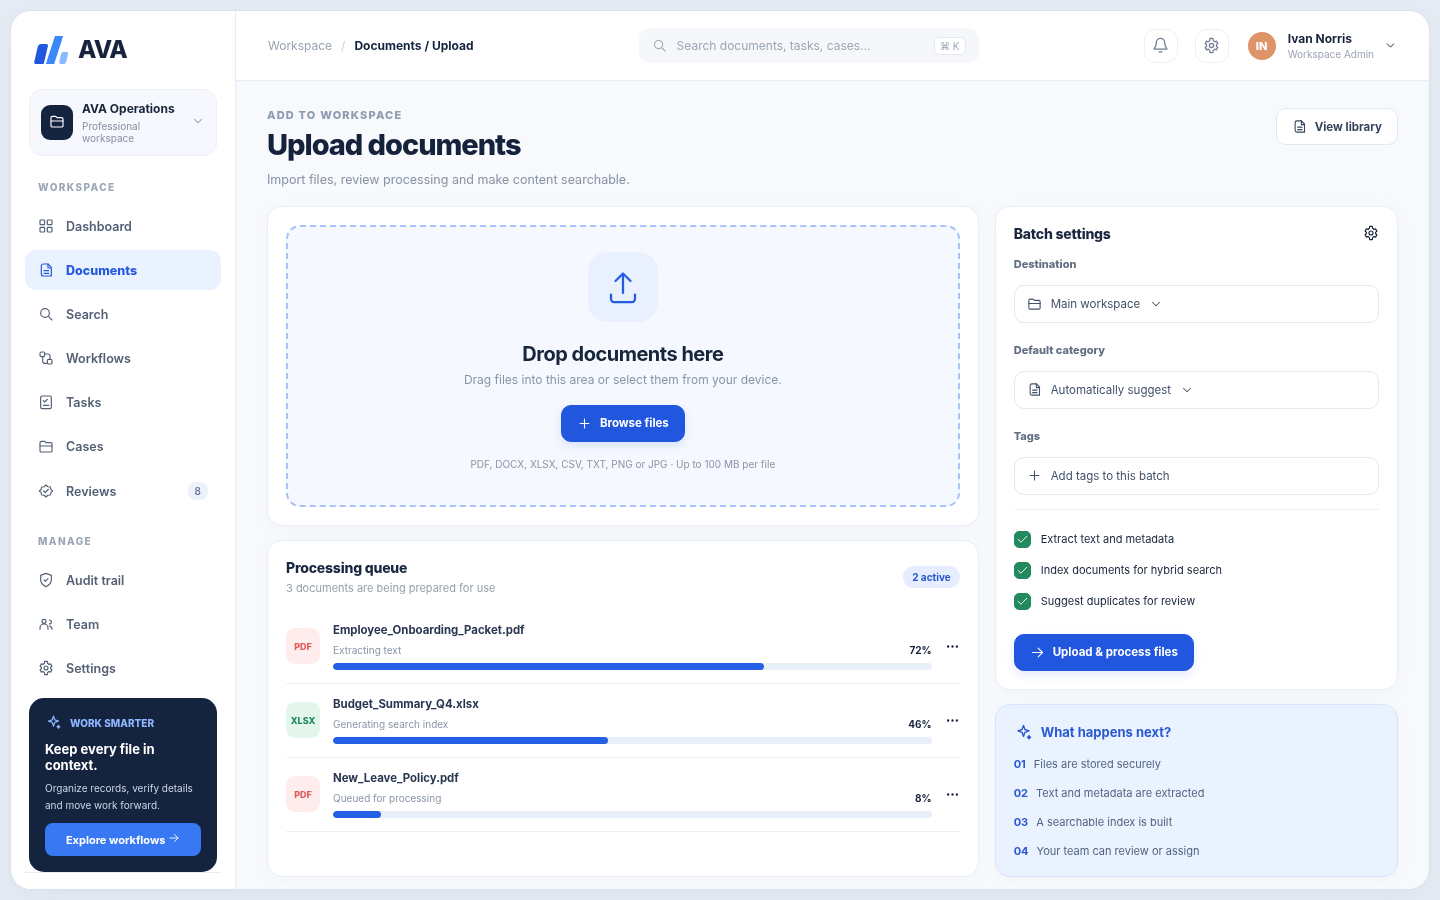 AVA
AVA Operations
Professional
workspace
WORKSPACE
Dashboard
Documents
Search
Workflows
Tasks
Cases
Reviews 8
MANAGE
Audit trail
Team
Settings
WORK SMARTER
Keep every file in
context.
Organize records, verify details
and move work forward.
Explore workflows
Workspace / Documents / Upload
Search documents, tasks, cases...
⌘ K
IN
Ivan Norris
Workspace Admin
ADD TO WORKSPACE
Upload documents
Import files, review processing and make content searchable.
View library
Drop documents here
Drag files into this area or select them from your device.
Browse files
PDF, DOCX, XLSX, CSV, TXT, PNG or JPG · Up to 100 MB per file
Processing queue
3 documents are being prepared for use
2 active
PDF
Employee_Onboarding_Packet.pdf
Extracting text 72%
XLSX
Budget_Summary_Q4.xlsx
Generating search index 46%
PDF
New_Leave_Policy.pdf
Queued for processing 8%
Batch settings
Destination
Main workspace
Default category
Automatically suggest
Tags
Add tags to this batch
Extract text and metadata
Index documents for hybrid search
Suggest duplicates for review
Upload & process files
What happens next?
01 Files are stored securely
02 Text and metadata are extracted
03 A searchable index is built
04 Your team can review or assign